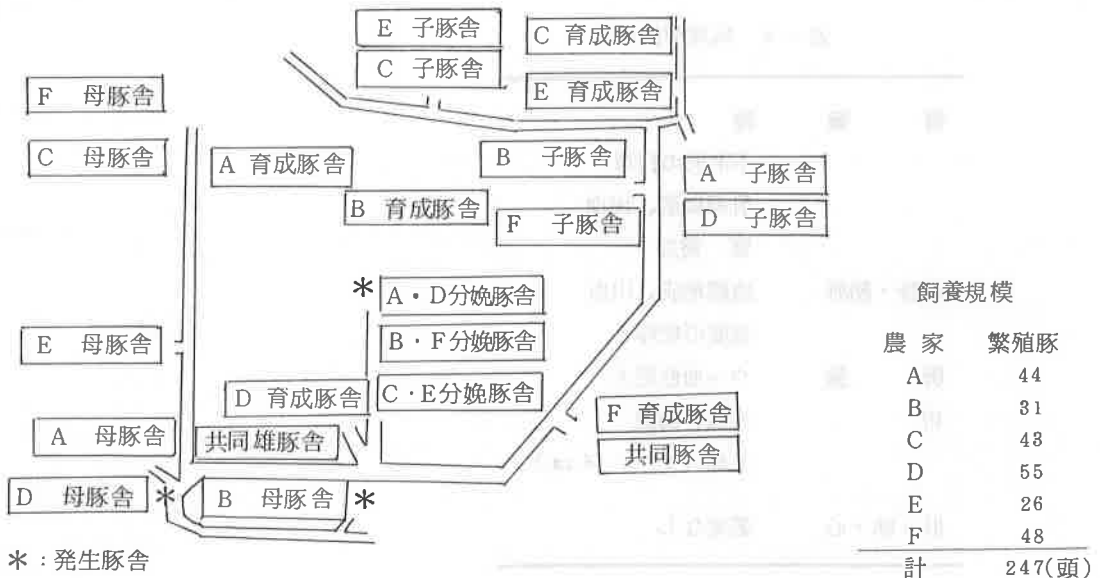 E 子豚舎
C 子豚舎
C 育成豚舎
E 育成豚舎
F 母豚舎
C 母豚舎
A 育成豚舎
B 子豚舎
A 子豚舎
B 育成豚舎
F 子豚舎
D 子豚舎
* A・D分娩豚舎
B・F分娩豚舎
E 母豚舎
D 育成豚舎
C・E分娩豚舎
F 育成豚舎
A 母豚舎
共同雄豚舎
共同豚舎
D 母豚舎 *
B 母豚舎 *
*:発生豚舎
飼養規模
農家 繁殖豚
A 44
B 31
C 43
D 55
E 26
F 48
計 247(頭)